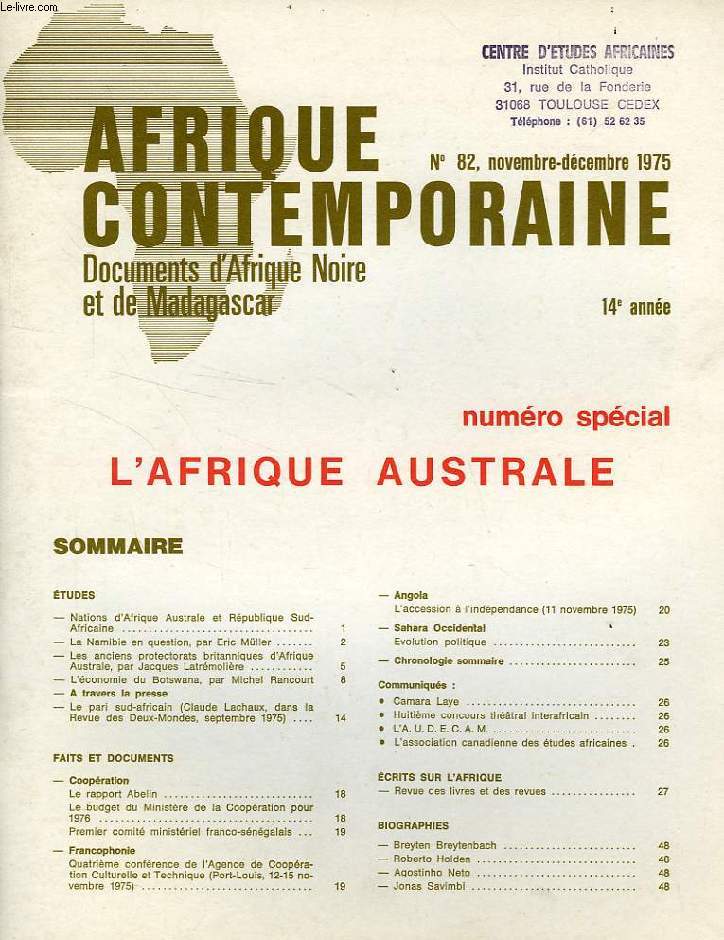 Le-livre.com
CENTRE D'ETUDES AFRICAINES
Institut Catholique
31, rue de la Fonderie
31068 TOULOUSE CEDEX
Téléphone : (61) 52 62 35
AFRIQUE
N° 82, novembre-décembre 1975
CONTEMPORAINE
Documents d'Afrique Noire
et de Madagascar
14e année
numéro spécial
L'AFRIQUE AUSTRALE
SOMMAIRE
ÉTUDES
— Nations d'Afrique Australe et République Sud-
Africaine ........ 1
— La Namibie en question, par Eric Müller ....... 2
— Les anciens protectorats britanniques d'Afrique
Australe, par Jacques Latrémolière ........... 5
— L'économie du Botswana, par Michel Rancourt 8
— A travers la presse
— Le pari sud-africain (Claude Lachaux, dans la
Revue des Deux-Mondes, septembre 1975) .... 14
FAITS ET DOCUMENTS
— Coopération
Le rapport Abelin ........ 18
Le budget du Ministère de la Coopération pour
1976 ........ 18
Premier comité ministériel franco-sénégalais ... 19
— Francophonie
Quatrième conférence de l'Agence de Coopéra-
tion Culturelle et Technique (Port-Louis, 12-15 no-
vembre 1975) ........ 19
— Angola
L'accession à l'indépendance (11 novembre 1975) 20
— Sahara Occidental
Evolution politique ........ 23
— Chronologie sommaire ........ 25
Communiqués :
• Camara Laye ........ 26
• Huitième concours théâtral interafricain ....... 26
• L'A. U. D. E. C. A. M. ........ 26
• L'association canadienne des études africaines . 26
ÉCRITS SUR L'AFRIQUE
— Revue des livres et des revues ........ 27
BIOGRAPHIES
— Breyten Breytenbach ........ 48
— Roberto Holden ........ 48
— Agostinho Neto ........ 48
— Jonas Savimbi ........ 48